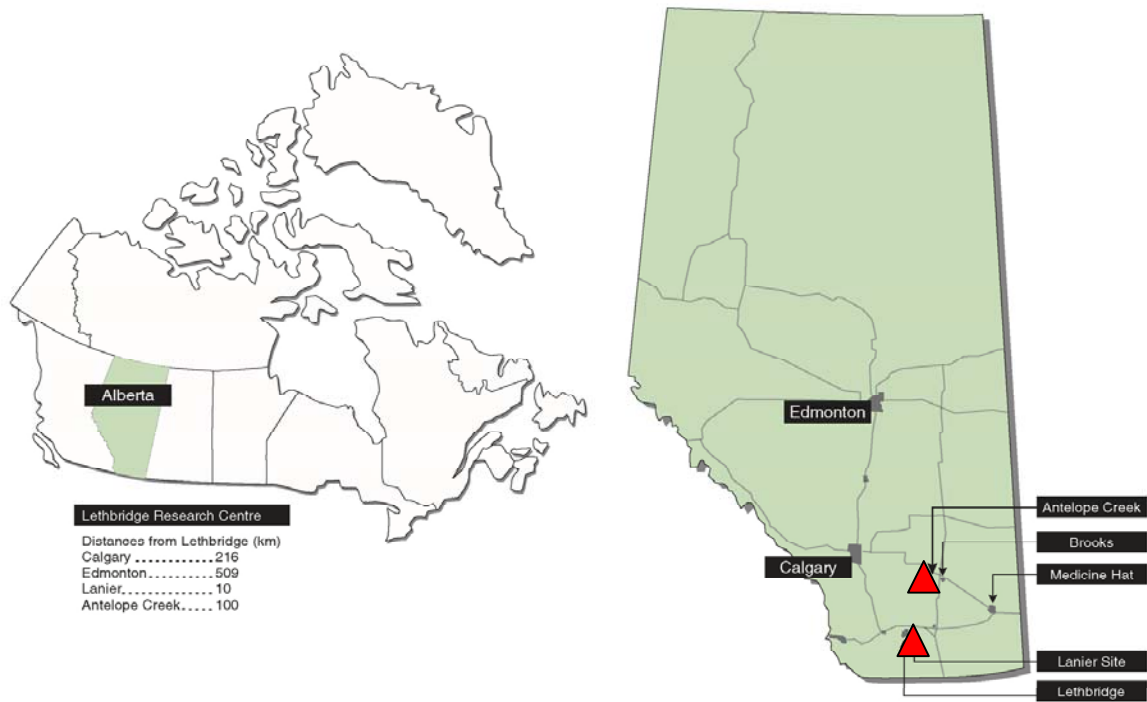 Alberta
Lethbridge Research Centre
Distances from Lethbridge (km)
Calgary ........... 216
Edmonton ......... 509
Lanier ............. 10
Antelope Creek ..... 100
Edmonton
Calgary
Antelope Creek
Brooks
Medicine Hat
Lanier Site
Lethbridge